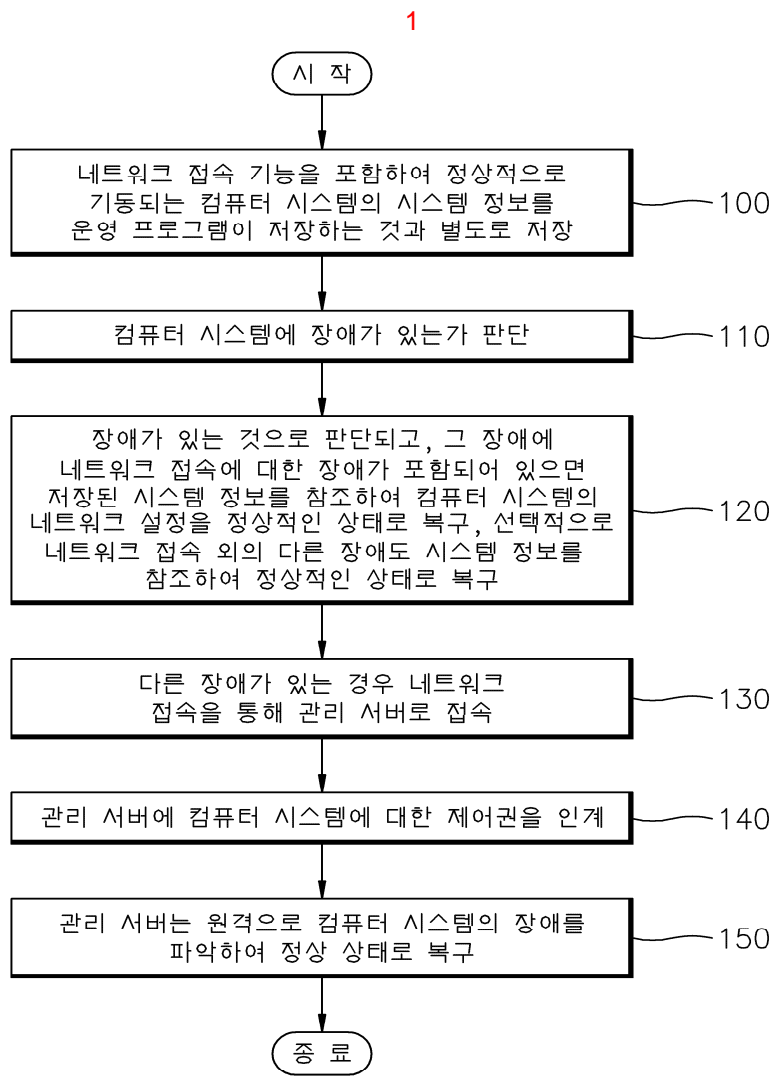 1
시 작
네트워크 접속 기능을 포함하여 정상적으로
기동되는 컴퓨터 시스템의 시스템 정보를
운영 프로그램이 저장하는 것과 별도로 저장
100
컴퓨터 시스템에 장애가 있는가 판단
110
장애가 있는 것으로 판단되고, 그 장애에
네트워크 접속에 대한 장애가 포함되어 있으면
저장된 시스템 정보를 참조하여 컴퓨터 시스템의
네트워크 설정을 정상적인 상태로 복구, 선택적으로
네트워크 접속 외의 다른 장애도 시스템 정보를
참조하여 정상적인 상태로 복구
120
다른 장애가 있는 경우 네트워크
접속을 통해 관리 서버로 접속
130
관리 서버에 컴퓨터 시스템에 대한 제어권을 인계
140
관리 서버는 원격으로 컴퓨터 시스템의 장애를
파악하여 정상 상태로 복구
150
종 료